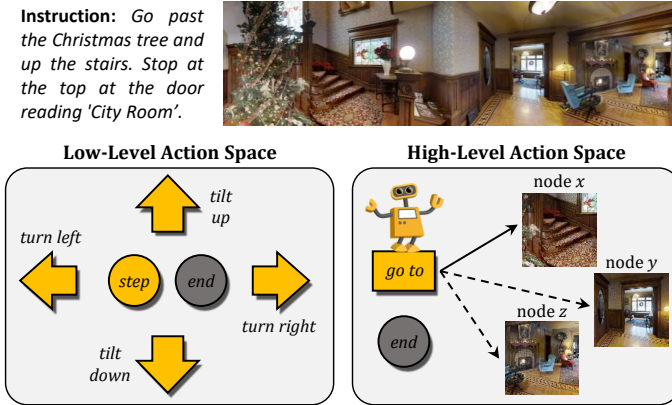 Instruction: Go past
the Christmas tree and
up the stairs. Stop at
the top at the door
reading 'City Room’.
Low-Level Action Space
High-Level Action Space
tilt
up
turn left
step
end
turn right
tilt
down
node x
go to
node y
node z
end